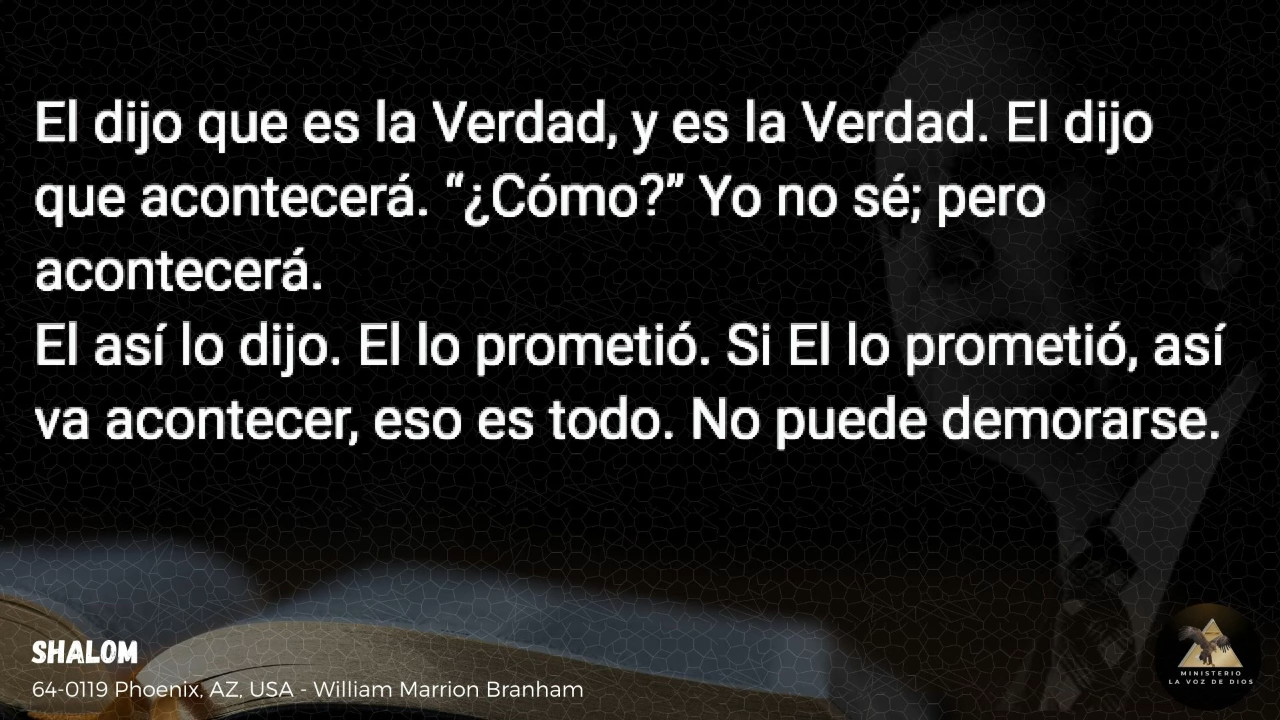 El dijo que es la Verdad, y es la Verdad. El dijo
que acontecerá. “¿Cómo?” Yo no sé; pero
acontecerá.
El así lo dijo. El lo prometió. Si El lo prometió, así
va acontecer, eso es todo. No puede demorarse.
SHALOM
64-0119 Phoenix, AZ, USA - William Marrion Branham
MINISTERIO
LA VOZ DE DIOS